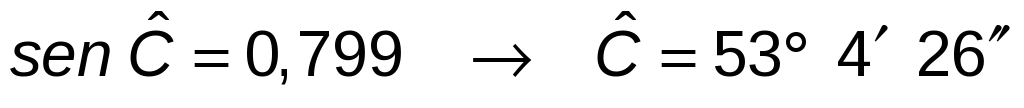 sen Ĉ = 0,799 → Ĉ = 53° 4′ 26″